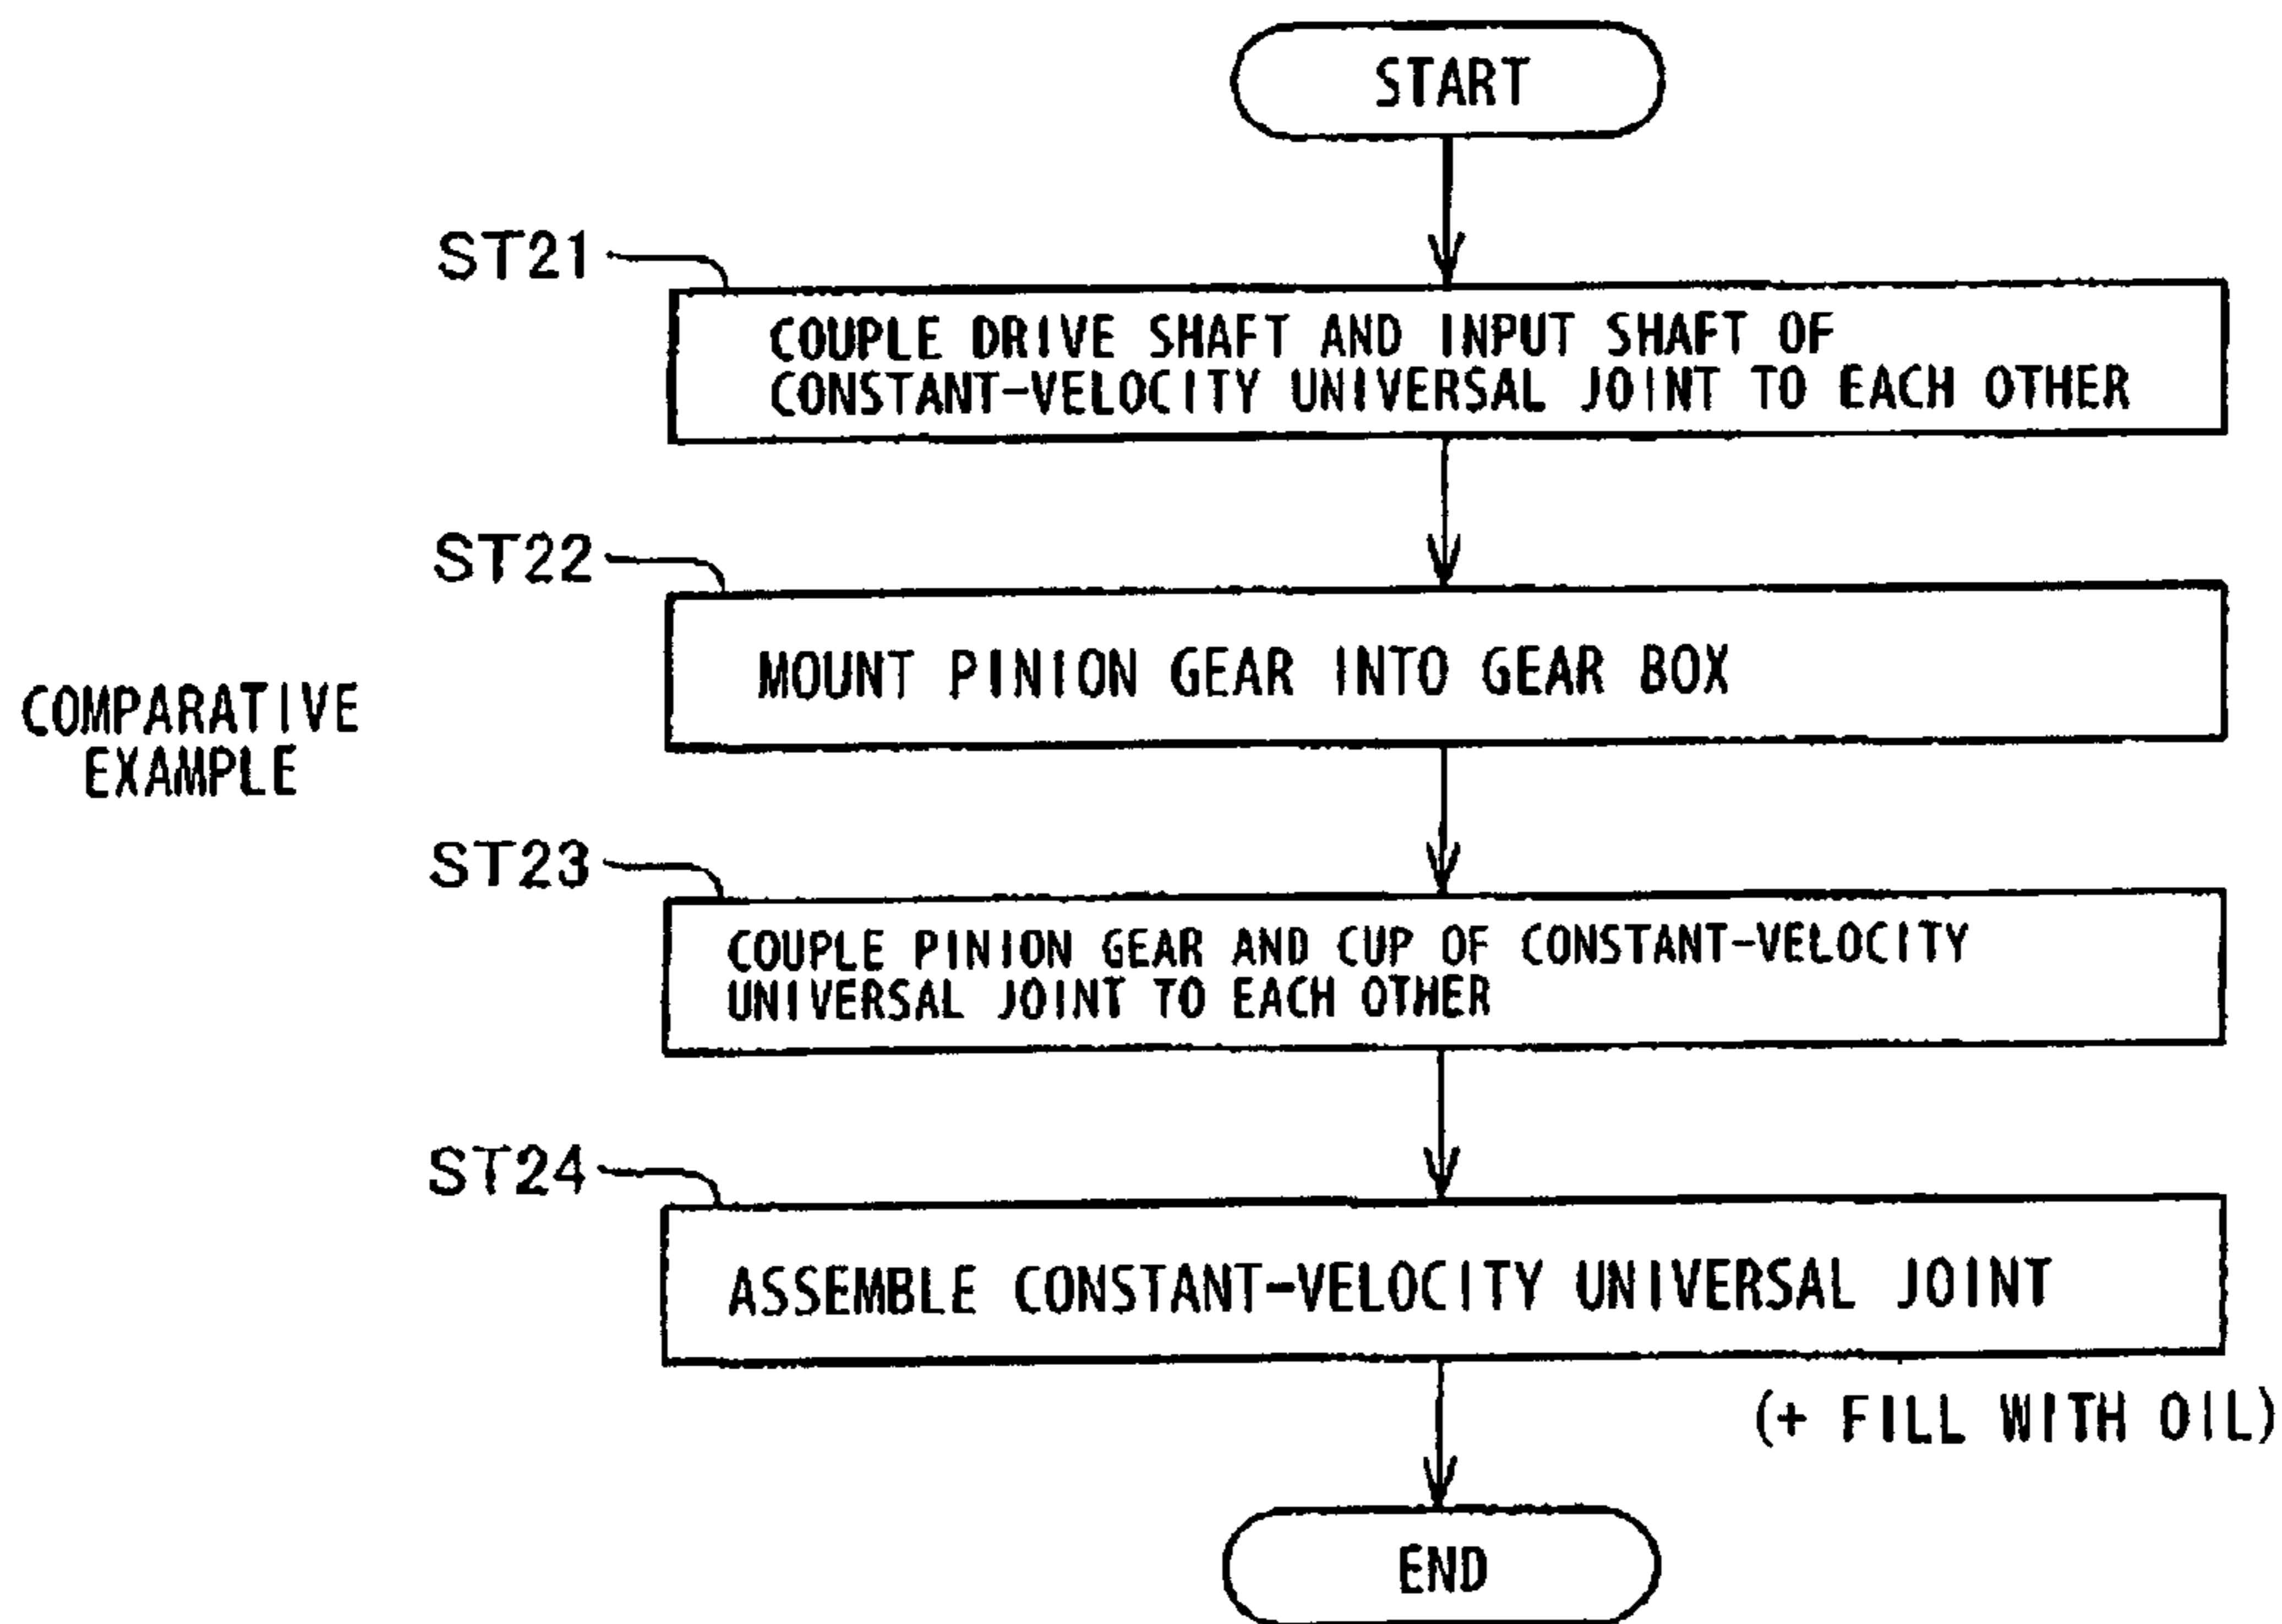 START
ST21
COUPLE DRIVE SHAFT AND INPUT SHAFT OF
CONSTANT-VELOCITY UNIVERSAL JOINT TO EACH OTHER
ST22
MOUNT PINION GEAR INTO GEAR BOX
COMPARATIVE
EXAMPLE
ST23
COUPLE PINION GEAR AND CUP OF CONSTANT-VELOCITY
UNIVERSAL JOINT TO EACH OTHER
ST24
ASSEMBLE CONSTANT-VELOCITY UNIVERSAL JOINT
(+ FILL WITH OIL)
END